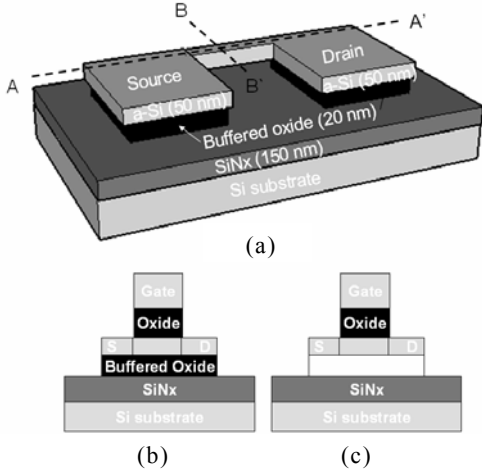 B
A'
A
Source
Drain
a-Si (50 nm)
B'
a-Si (50 nm)
Buffered oxide (20 nm)
SiNx (150 nm)
Si substrate
(a)
Gate
Oxide
S D
Buffered Oxide
SiNx
Si substrate
(b)
Gate
Oxide
S D
SiNx
Si substrate
(c)